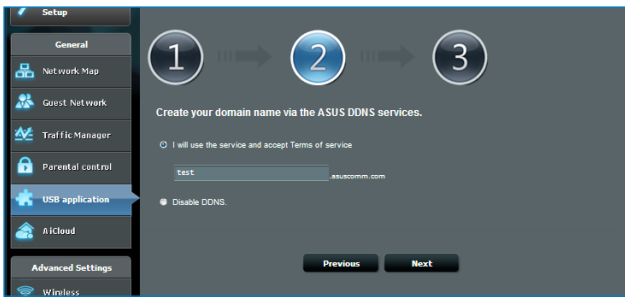 Setup
General
Network Map
Guest Network
Traffic Manager
Parental control
USB application
AiCloud
Advanced Settings
Wireless
1
2
3
Create your domain name via the ASUS DDNS services.
I will use the service and accept Terms of service
test .asuscomm.com
Disable DDNS.
Previous Next